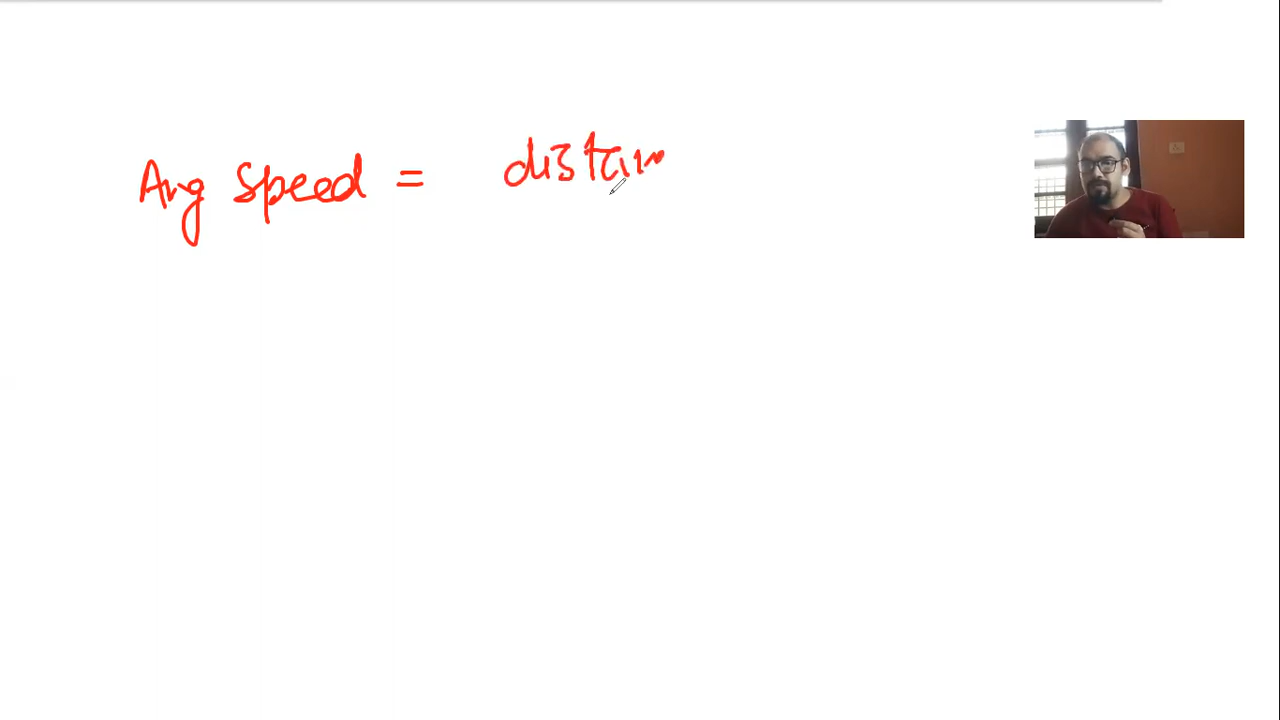 Avg Speed = distan